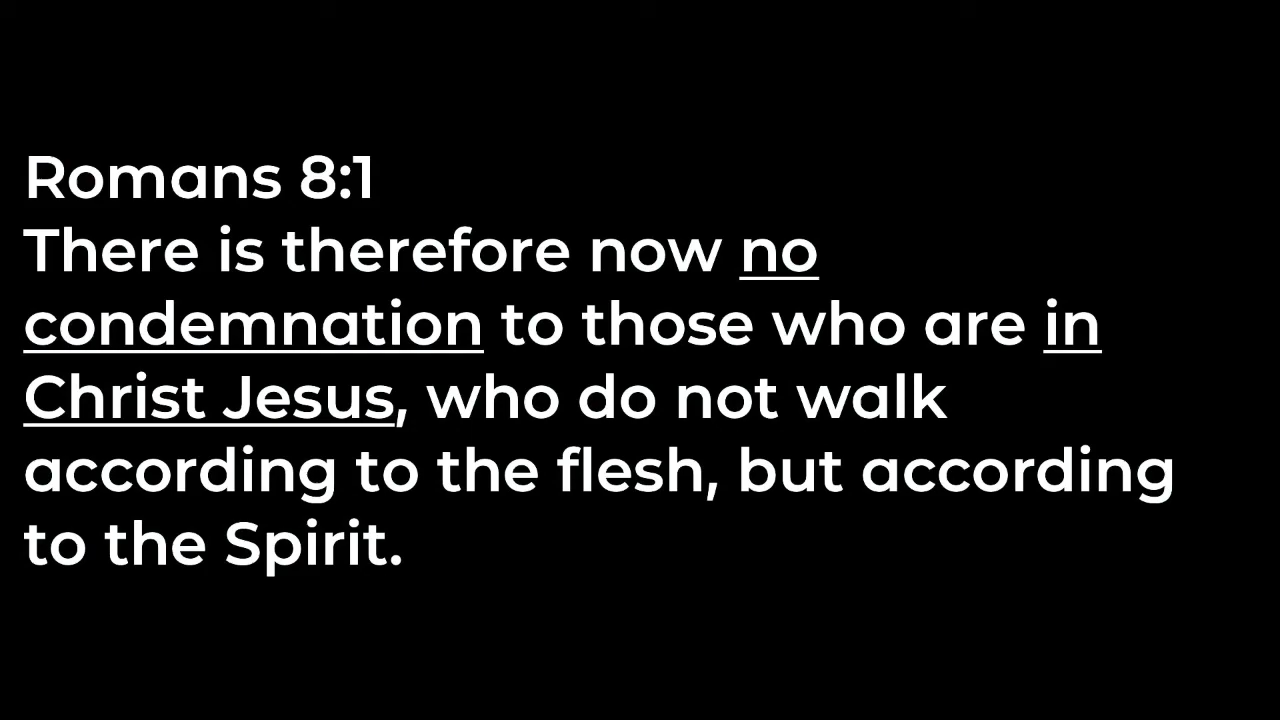 Romans 8:1
There is therefore now no
condemnation to those who are in
Christ Jesus, who do not walk
according to the flesh, but according
to the Spirit.